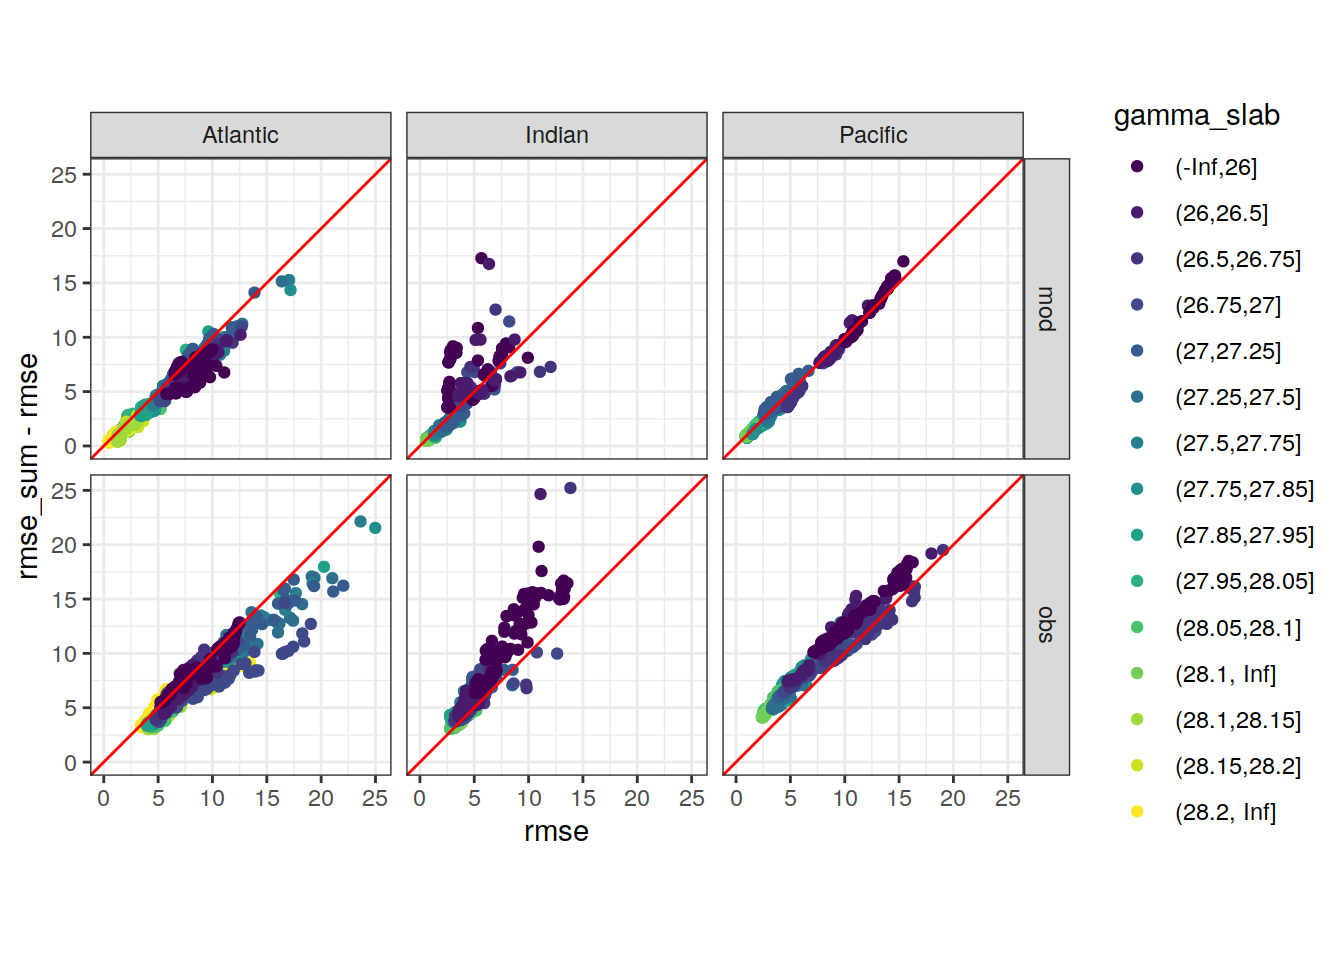 Atlantic
Indian
Pacific
gamma_slab
(-Inf,26]
(26,26.5]
(26.5,26.75]
(26.75,27]
(27,27.25]
(27.25,27.5]
(27.5,27.75]
(27.75,27.85]
(27.85,27.95]
(27.95,28.05]
(28.05,28.1]
(28.1, Inf]
(28.1,28.15]
(28.15,28.2]
(28.2, Inf]
mod
obs
rmse_sum - rmse
25
20
15
10
5
0
25
20
15
10
5
0
0 5 10 15 20 25 0 5 10 15 20 25 0 5 10 15 20 25
rmse